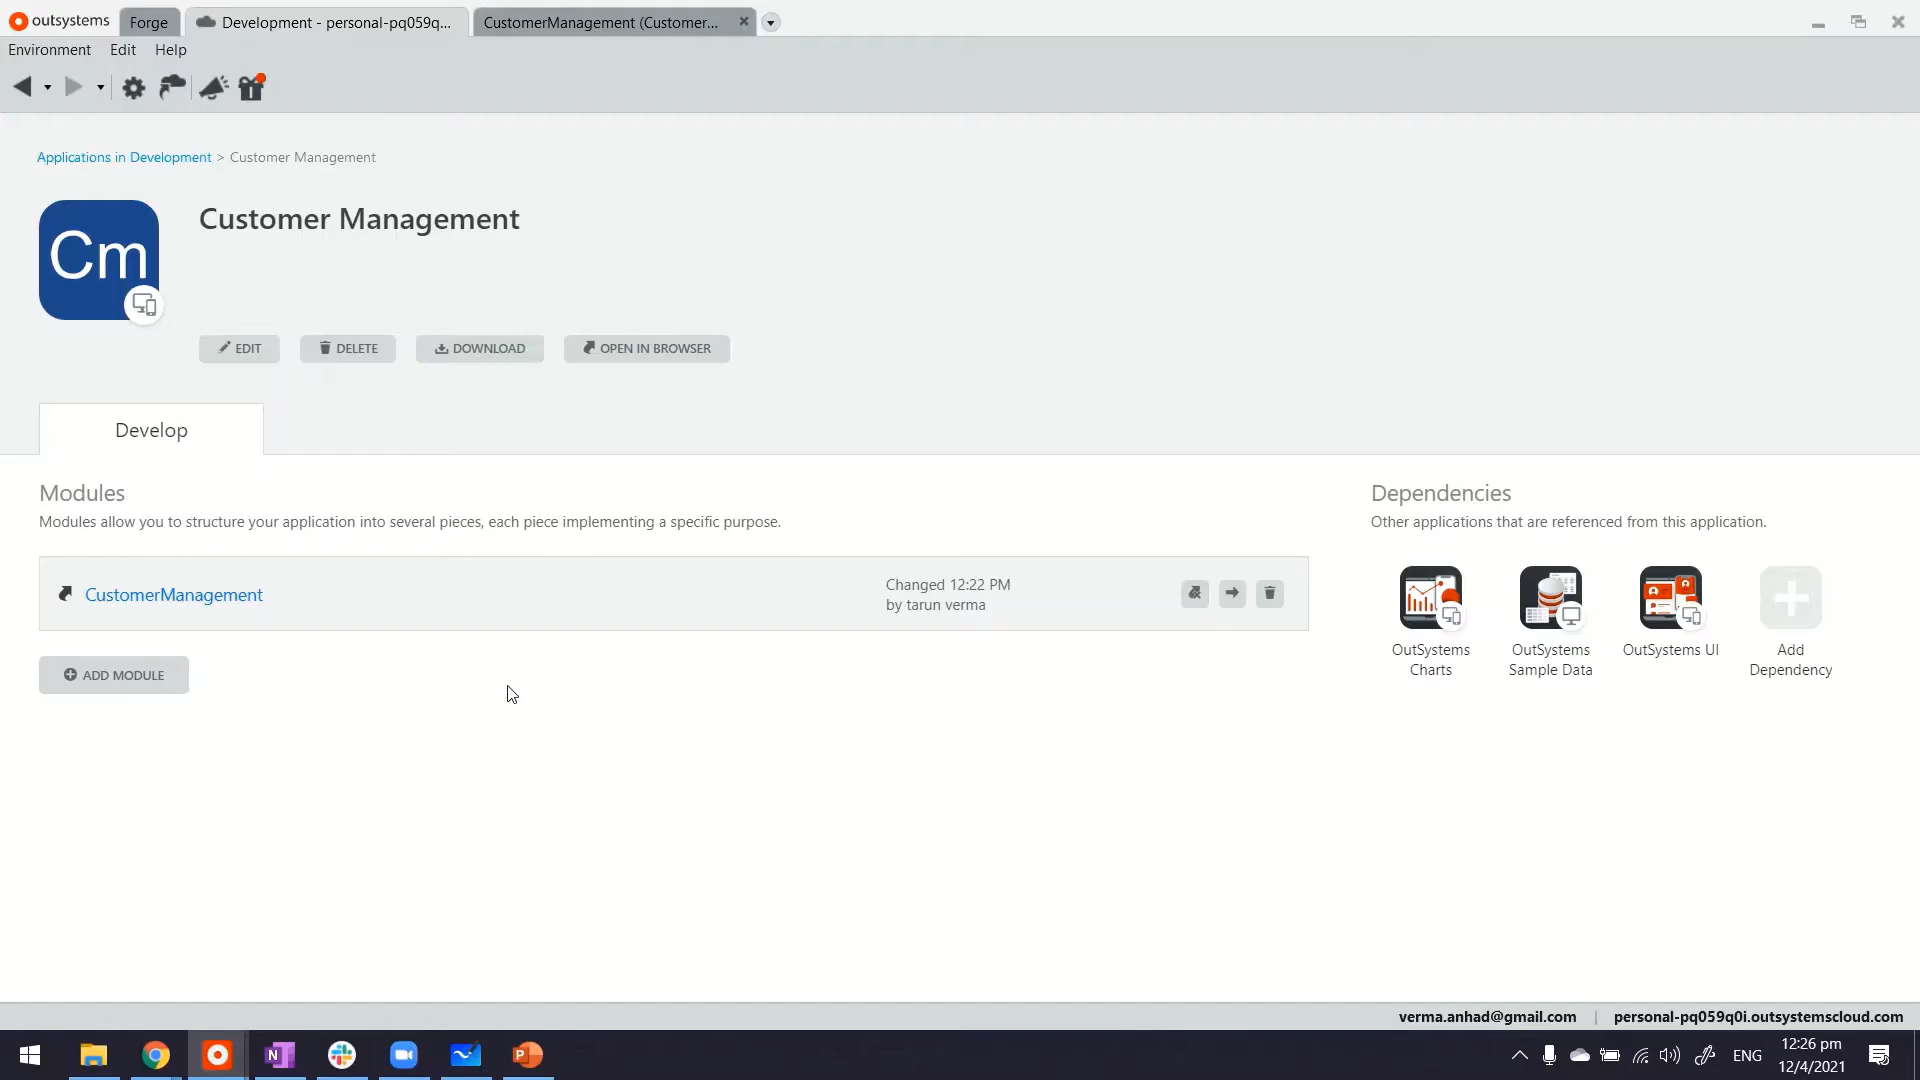 outsystems
Forge
Development - personal-pq059q...
CustomerManagement (Customer...
Environment
Edit
Help
Applications in Development > Customer Management
Cm
Customer Management
EDIT
DELETE
DOWNLOAD
OPEN IN BROWSER
Develop
Modules
Modules allow you to structure your application into several pieces, each piece implementing a specific purpose.
CustomerManagement
Changed 12:22 PM
by tarun verma
ADD MODULE
Dependencies
Other applications that are referenced from this application.
OutSystems
Charts
OutSystems
Sample Data
OutSystems UI
Add
Dependency
verma.anhad@gmail.com | personal-pq059q0i.outsystemscloud.com
N
P
ENG
12:26 pm
12/4/2021